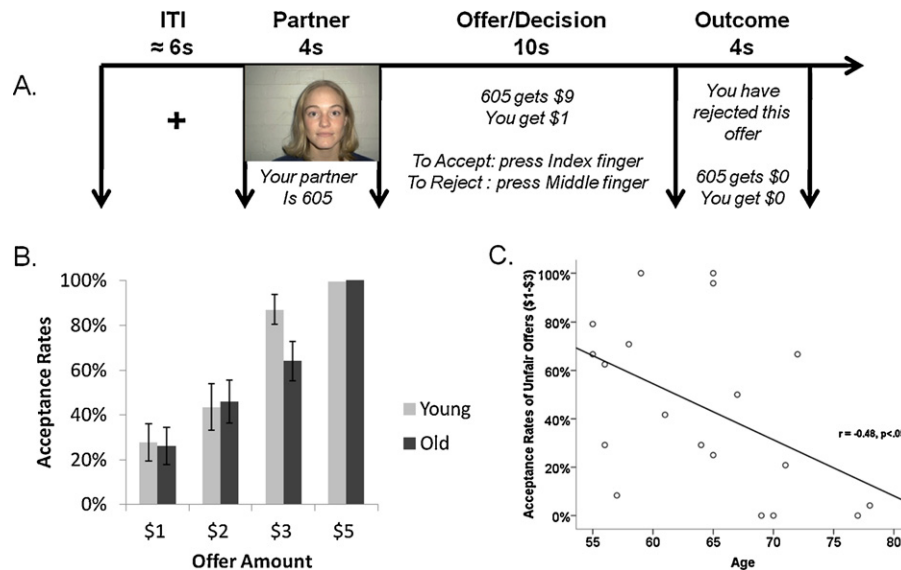 ITI
≈ 6s
Partner
4s
Offer/Decision
10s
Outcome
4s
A.
+
Your partner
Is 605
605 gets $9
You get $1
To Accept: press Index finger
To Reject : press Middle finger
You have
rejected this
offer
605 gets $0
You get $0
B.
Acceptance Rates
100%
80%
60%
40%
20%
0%
$1 $2 $3 $5
Offer Amount
Young
Old
C.
Acceptance Rates of Unfair Offers ($1-$3)
100%
80%
60%
40%
20%
0%
r = -0.48, p<.0
55 60 65 70 75 80
Age